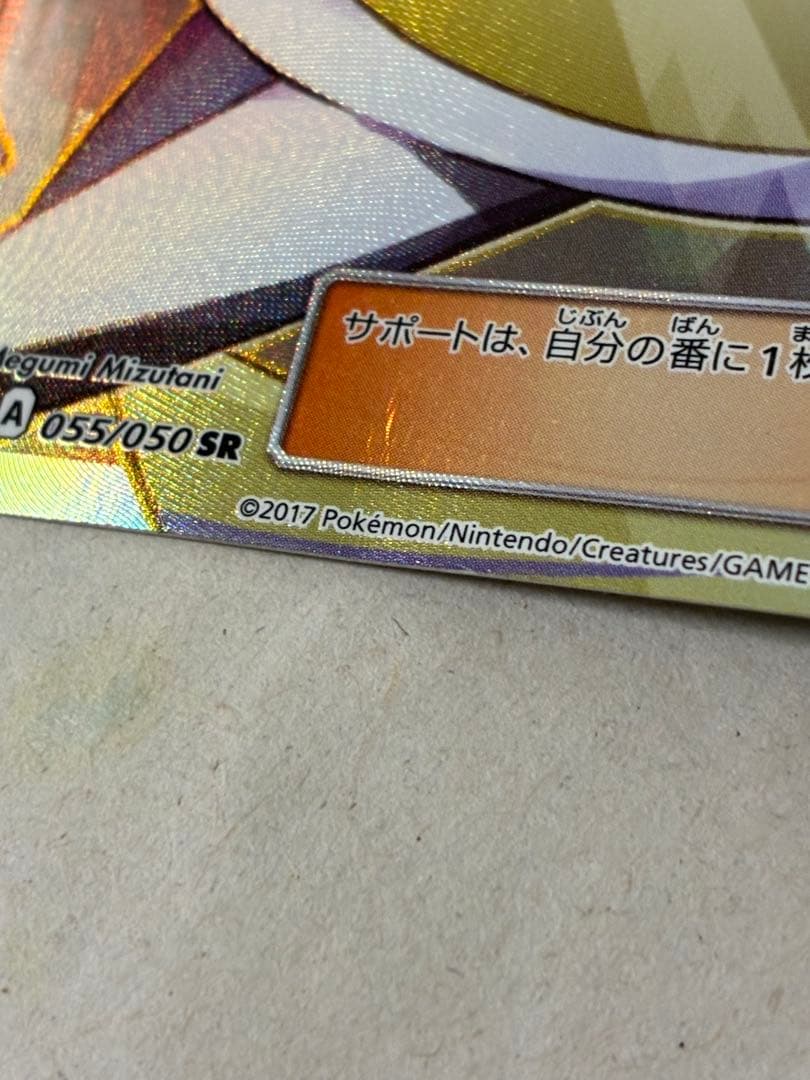 Megumi Mizutani
A 055/050 SR
じぶん ばん
サポートは、自分の番に1
©2017 Pokémon/Nintendo/Creatures/GAME